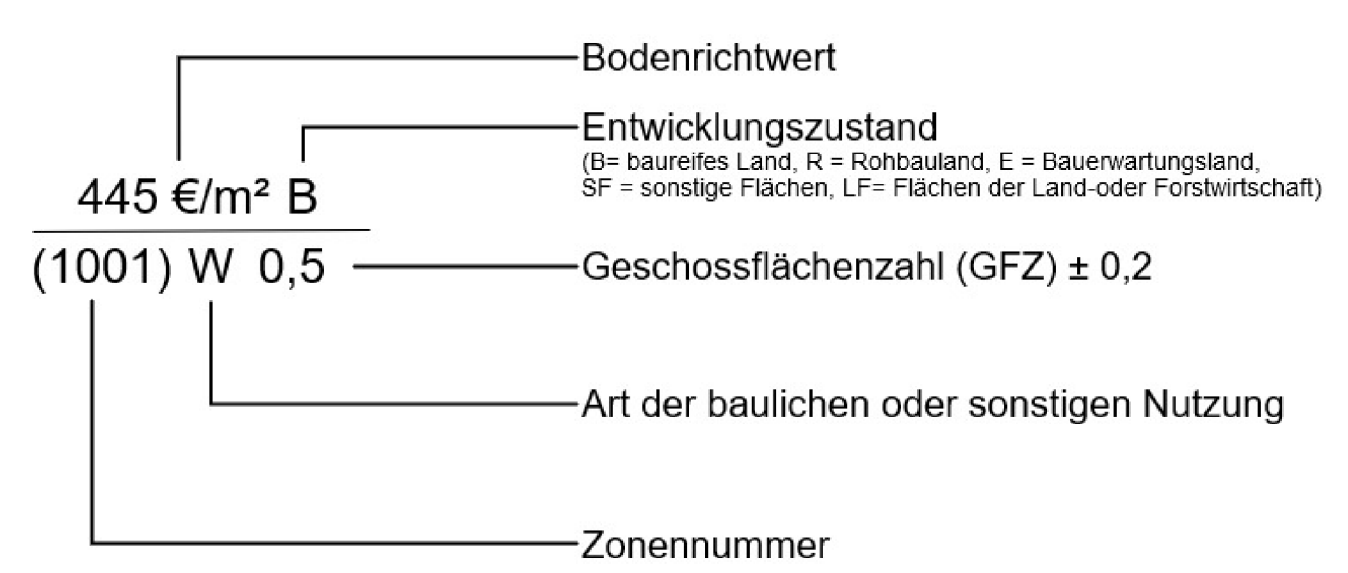 Bodenrichtwert
Entwicklungszustand
(B= baureifes Land, R = Rohbauland, E = Bauerwartungsland,
SF = sonstige Flächen, LF= Flächen der Land-oder Forstwirtschaft)
445 €/m² B
(1001) W 0,5
Geschossflächenzahl (GFZ) ± 0,2
Art der baulichen oder sonstigen Nutzung
Zonennummer